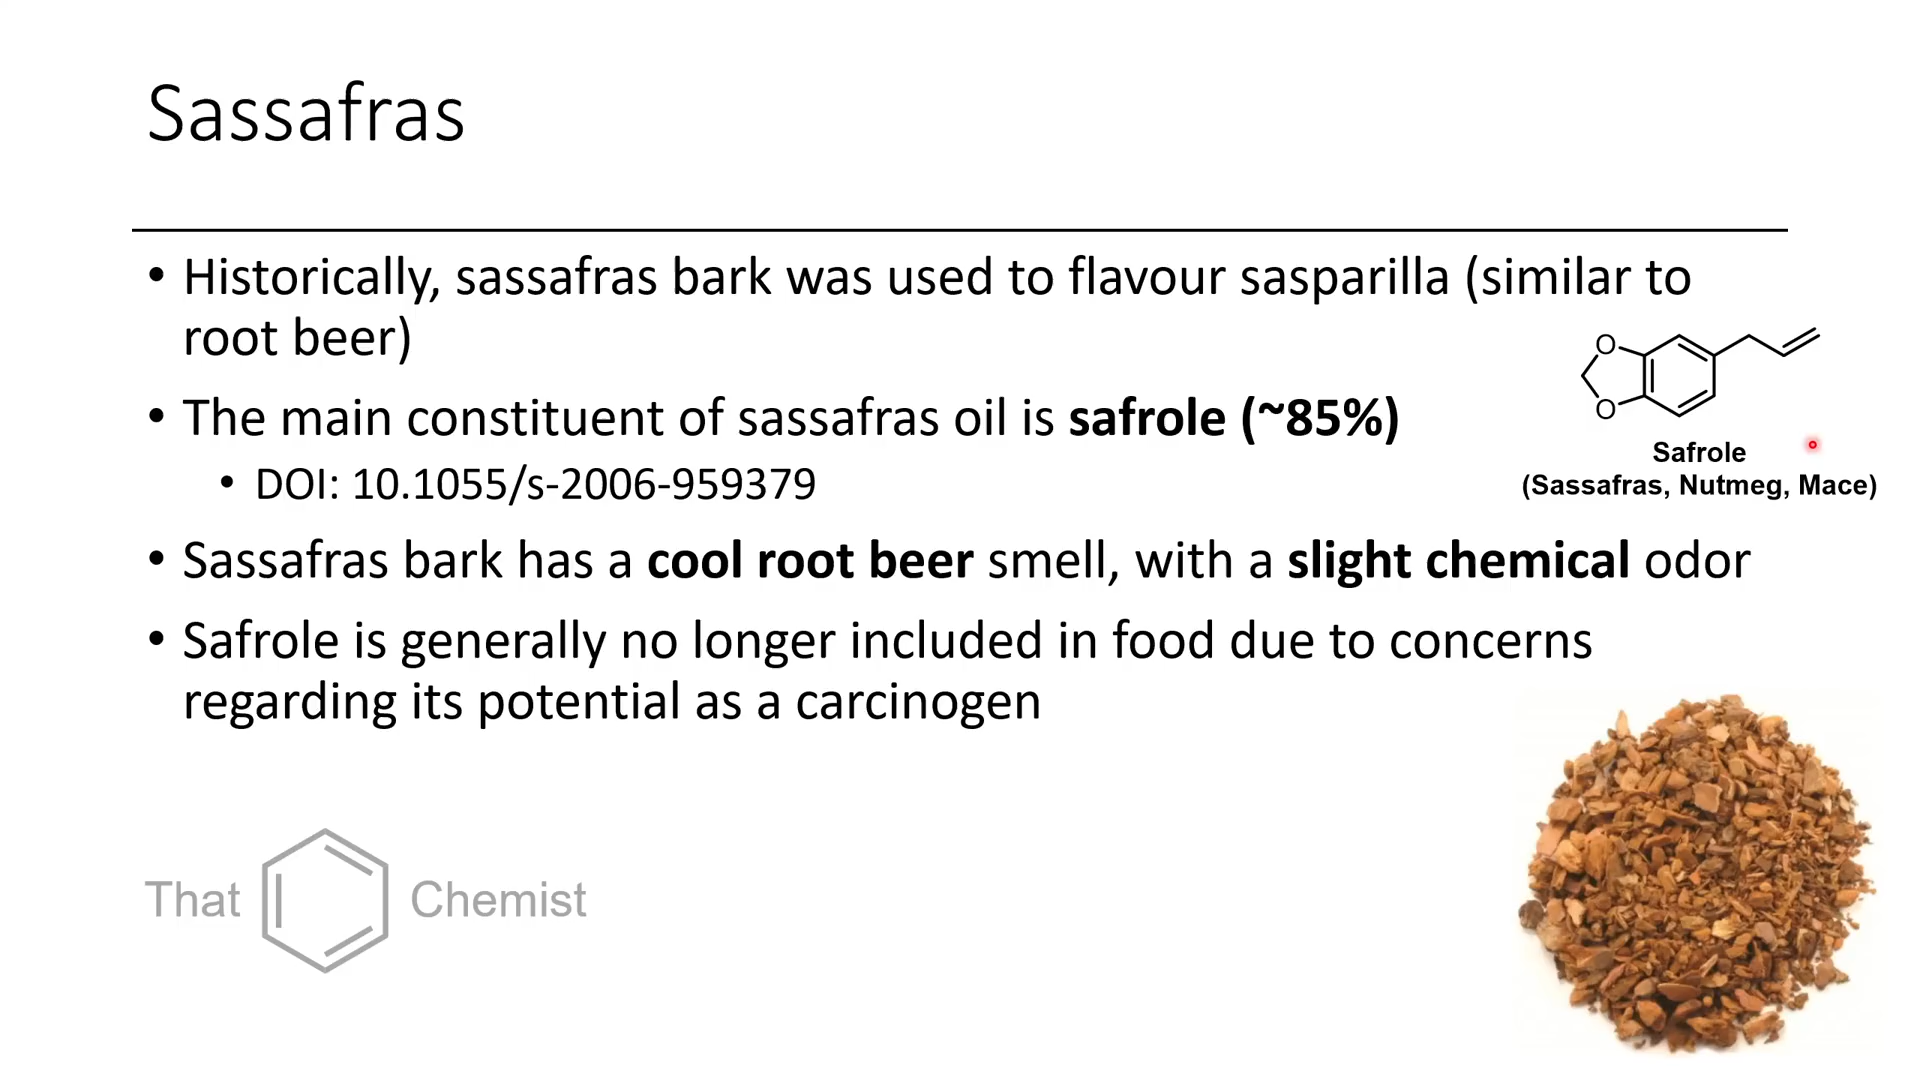 Sassafras
• Historically, sassafras bark was used to flavour sasparilla (similar to
root beer)
• The main constituent of sassafras oil is safrole (~85%)
• DOI: 10.1055/s-2006-959379
O
O
Safrole
(Sassafras, Nutmeg, Mace)
• Sassafras bark has a cool root beer smell, with a slight chemical odor
• Safrole is generally no longer included in food due to concerns
regarding its potential as a carcinogen
That Chemist